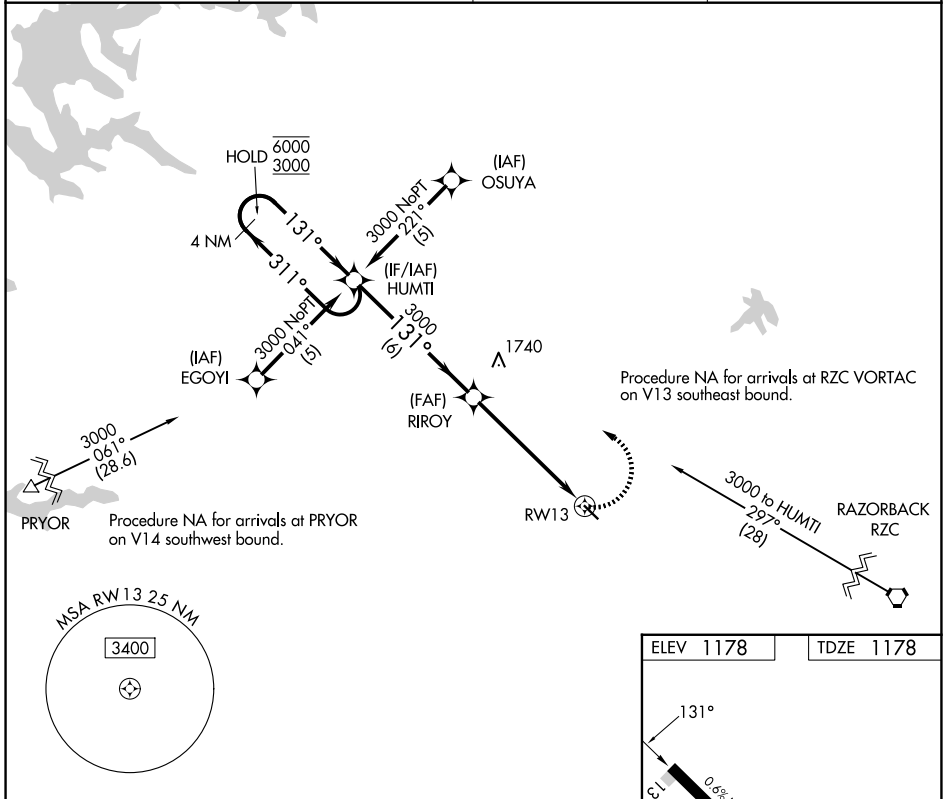 HOLD 6000
3000
(IAF)
OSUYA
3000 NoPT
221°
(5)
131°
4 NM
311°
(IF/IAF)
HUMTI
3000 NoPT
041°
(5)
3000
131°
(6)
1740
(IAF)
EGOYI
Procedure NA for arrivals at RZC VORTAC
on V13 southeast bound.
(FAF)
RIROY
3000
061°
(28.6)
PRYOR
Procedure NA for arrivals at PRYOR
on V14 southwest bound.
RW13
3000 to HUMTI
297°
(28)
RAZORBACK
RZC
MSA RW13 25 NM
3400
ELEV 1178
TDZE 1178
131°
13
0.6%